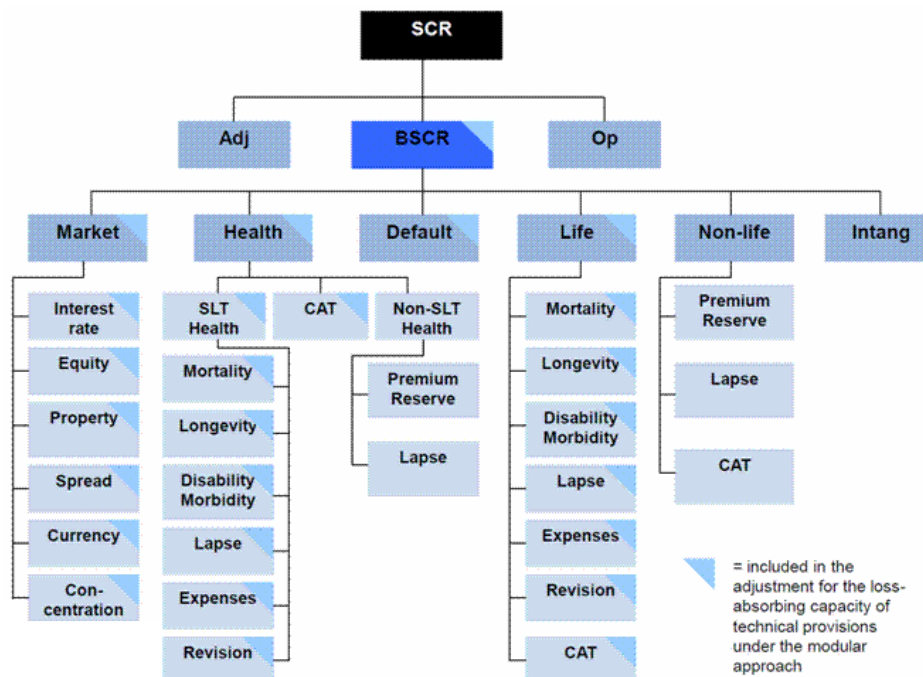 SCR
Adj
BSCR
Op
Market
Health
Default
Life
Non-life
Intang
Interest
rate
Equity
Property
Spread
Currency
Con-
centration
SLT
Health
CAT
Non-SLT
Health
Mortality
Longevity
Disability
Morbidity
Lapse
Expenses
Revision
Premium
Reserve
Lapse
Mortality
Longevity
Disability
Morbidity
Lapse
Expenses
Revision
CAT
Premium
Reserve
Lapse
CAT
= included in the
adjustment for the loss-
absorbing capacity of
technical provisions
under the modular
approach